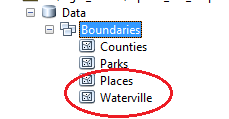 Data
Boundaries
Counties
Parks
Places
Waterville